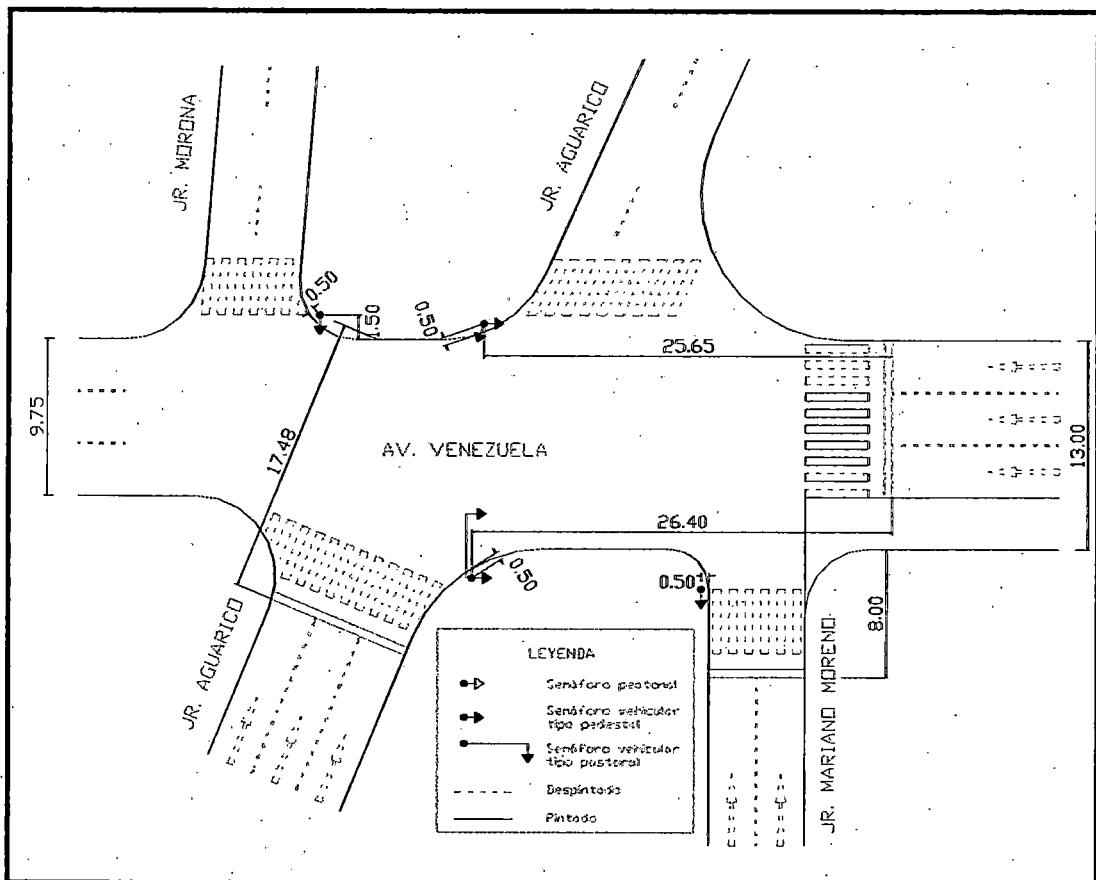 JR. MORONA
JR. AGUARICO
0.50
1.50
0.50
25.65
9.75
17.48
AV. VENEZUELA
13.00
26.40
0.50
0.50
8.00
JR. AGUARICO
JR. MARIANO MORENO
LEYENDA
Semáforo peatonal
Semáforo vehicular
tipo pedestal
Semáforo vehicular
tipo pastoral
Despintado
Pintado